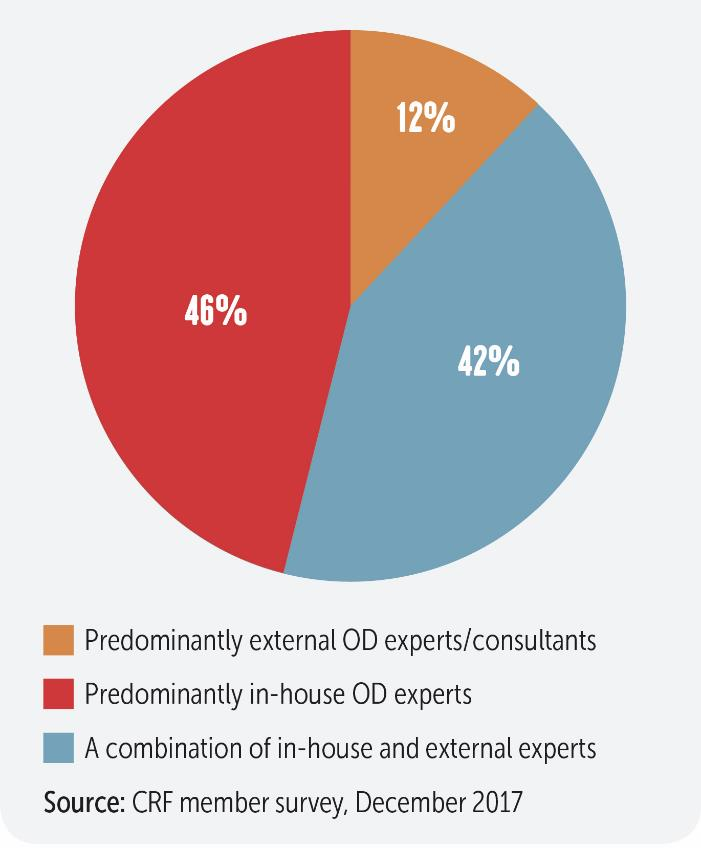 12%
46%
42%
Predominantly external OD experts/consultants
Predominantly in-house OD experts
A combination of in-house and external experts
Source: CRF member survey, December 2017